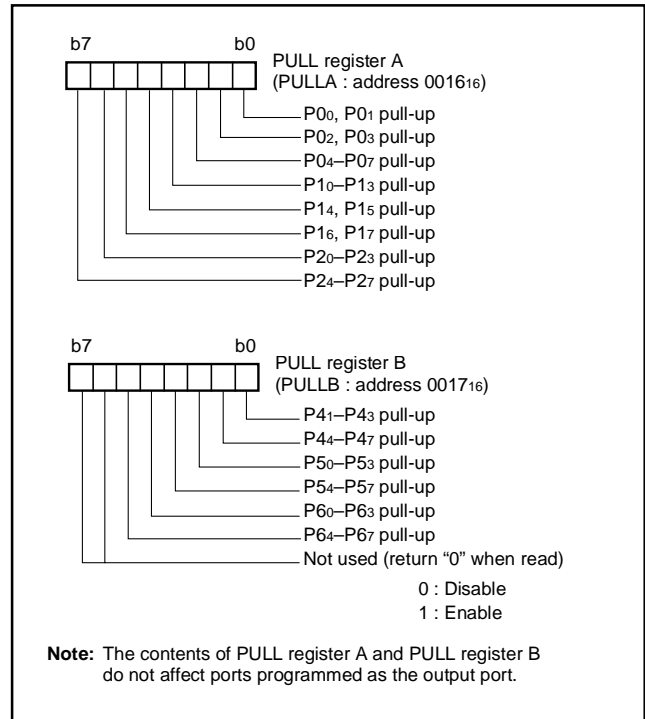 b7 b0
PULL register A
(PULLA : address 001616)
P00, P01 pull-up
P02, P03 pull-up
P04–P07 pull-up
P10–P13 pull-up
P14, P15 pull-up
P16, P17 pull-up
P20–P23 pull-up
P24–P27 pull-up
b7 b0
PULL register B
(PULLB : address 001716)
P41–P43 pull-up
P44–P47 pull-up
P50–P53 pull-up
P54–P57 pull-up
P60–P63 pull-up
P64–P67 pull-up
Not used (return “0” when read)
0 : Disable
1 : Enable
Note: The contents of PULL register A and PULL register B
do not affect ports programmed as the output port.